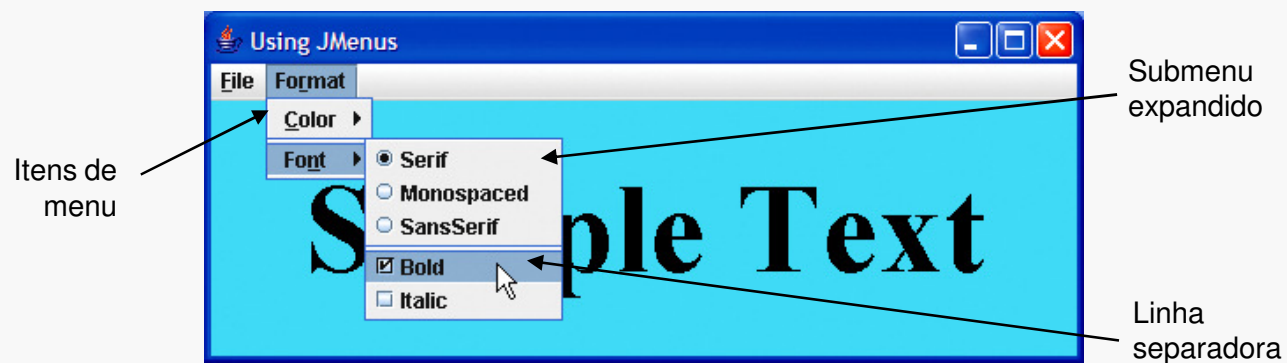 Using JMenus
File Format
Submenu
expandido
Color
Itens de
menu
Font
Serif
Monospaced
SansSerif
Bold
Italic
S ple Text
Linha
separadora